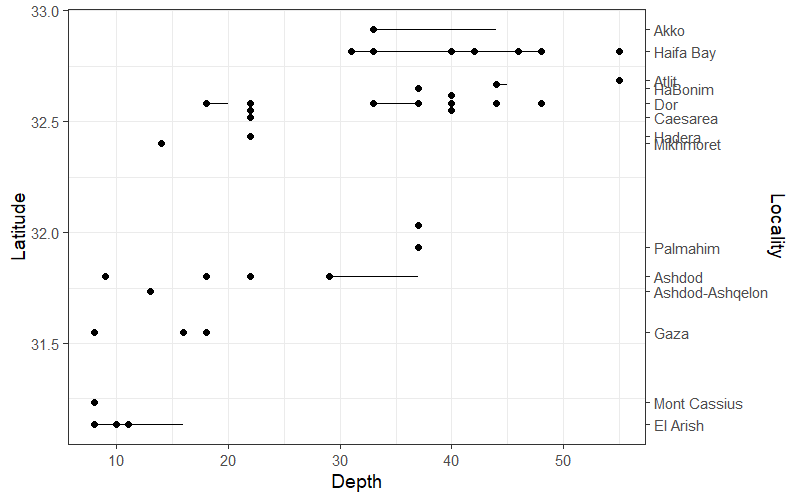 33.0
32.5
32.0
31.5
Latitude
10
20
30
40
50
Depth
Akko
Haifa Bay
Atlit
HaBonim
Dor
Caesarea
Hadera
Mikhmoret
Palmahim
Ashdod
Ashdod-Ashqelon
Gaza
Mont Cassius
El Arish
Locality